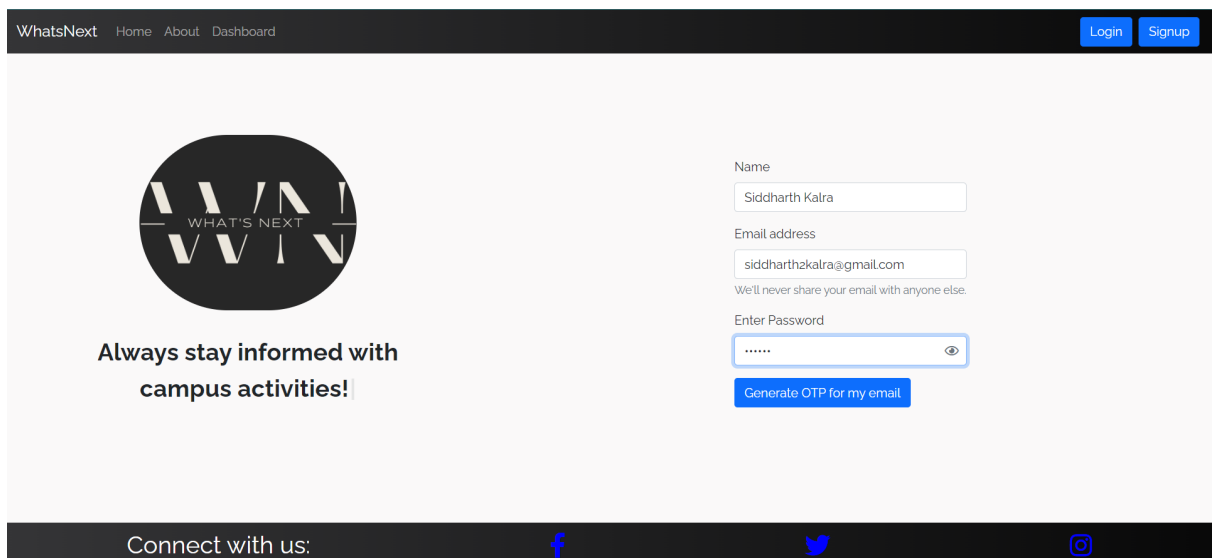 WhatsNext Home About Dashboard Login Signup
WN
WHAT'S NEXT
Always stay informed with
campus activities!
Name
Siddharth Kalra
Email address
siddharth2kalra@gmail.com
We'll never share your email with anyone else.
Enter Password
••••••
Generate OTP for my email
Connect with us: